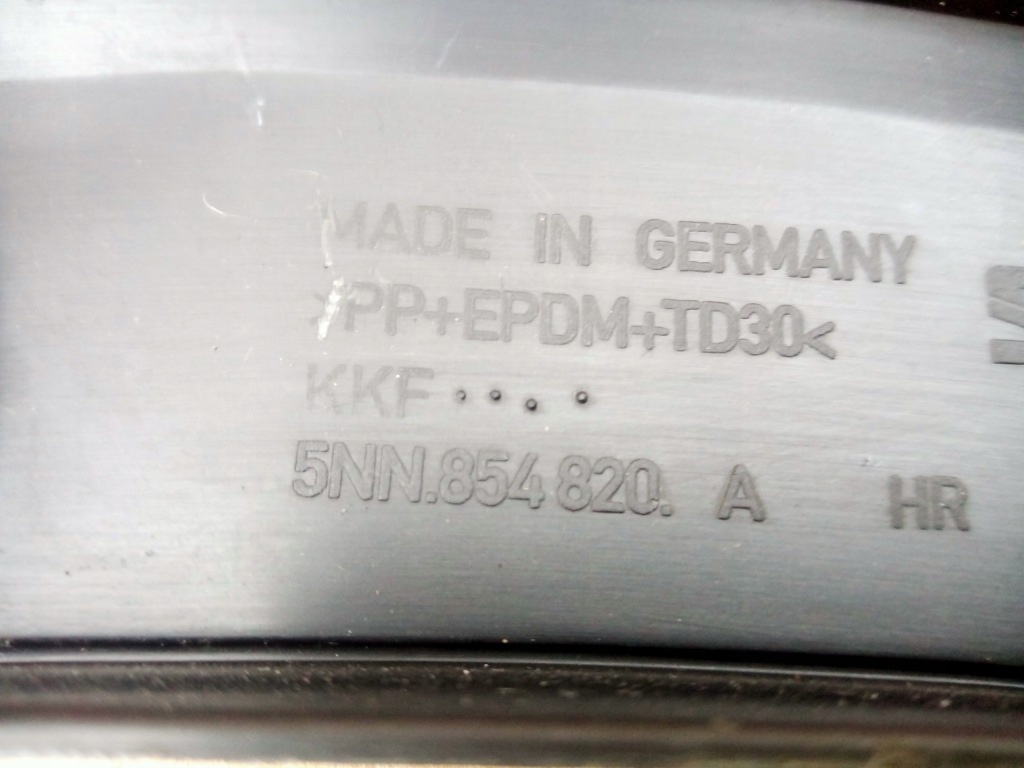 MADE IN GERMANY
>PP+EPDM+TD30<
KKF
5NN.854 820. A HR